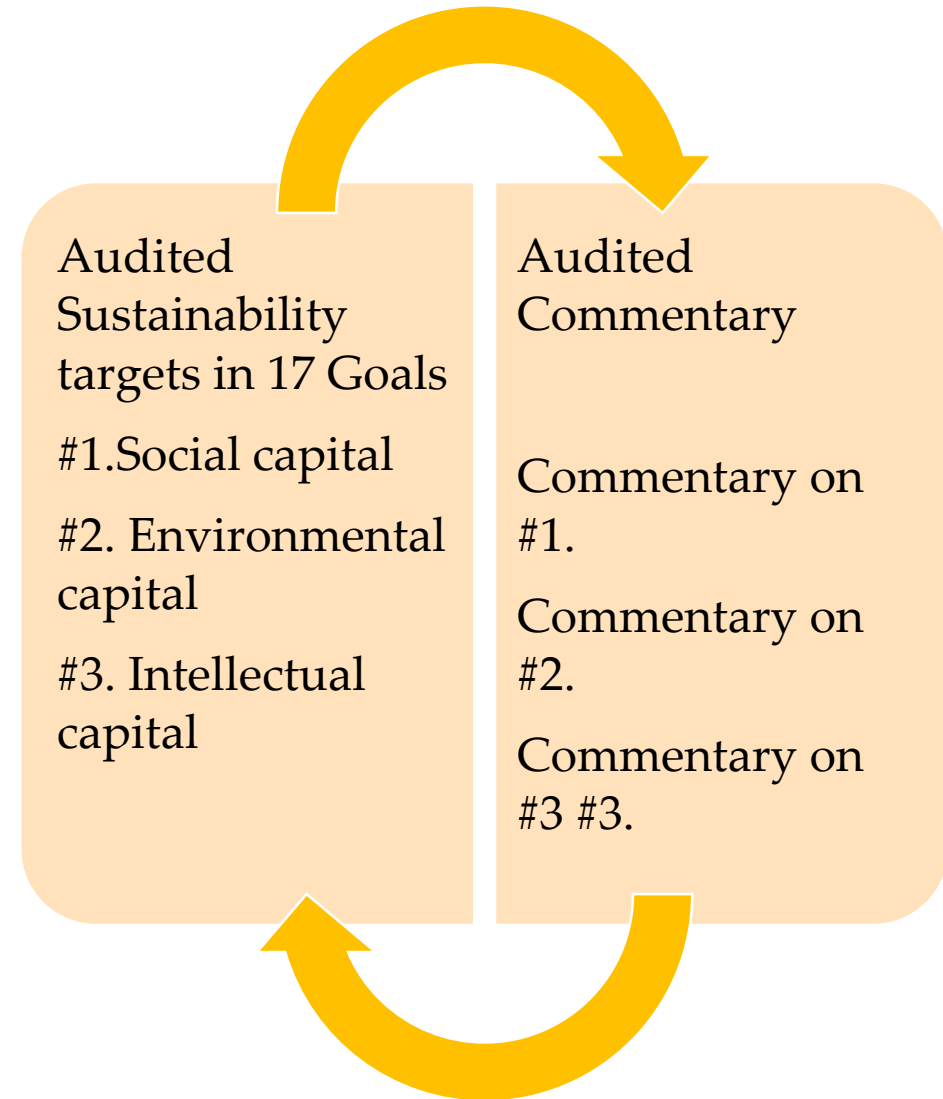 Audited
Sustainability
targets in 17 Goals
#1.Social capital
#2. Environmental
capital
#3. Intellectual
capital
Audited
Commentary
Commentary on
#1.
Commentary on
#2.
Commentary on
#3 #3.